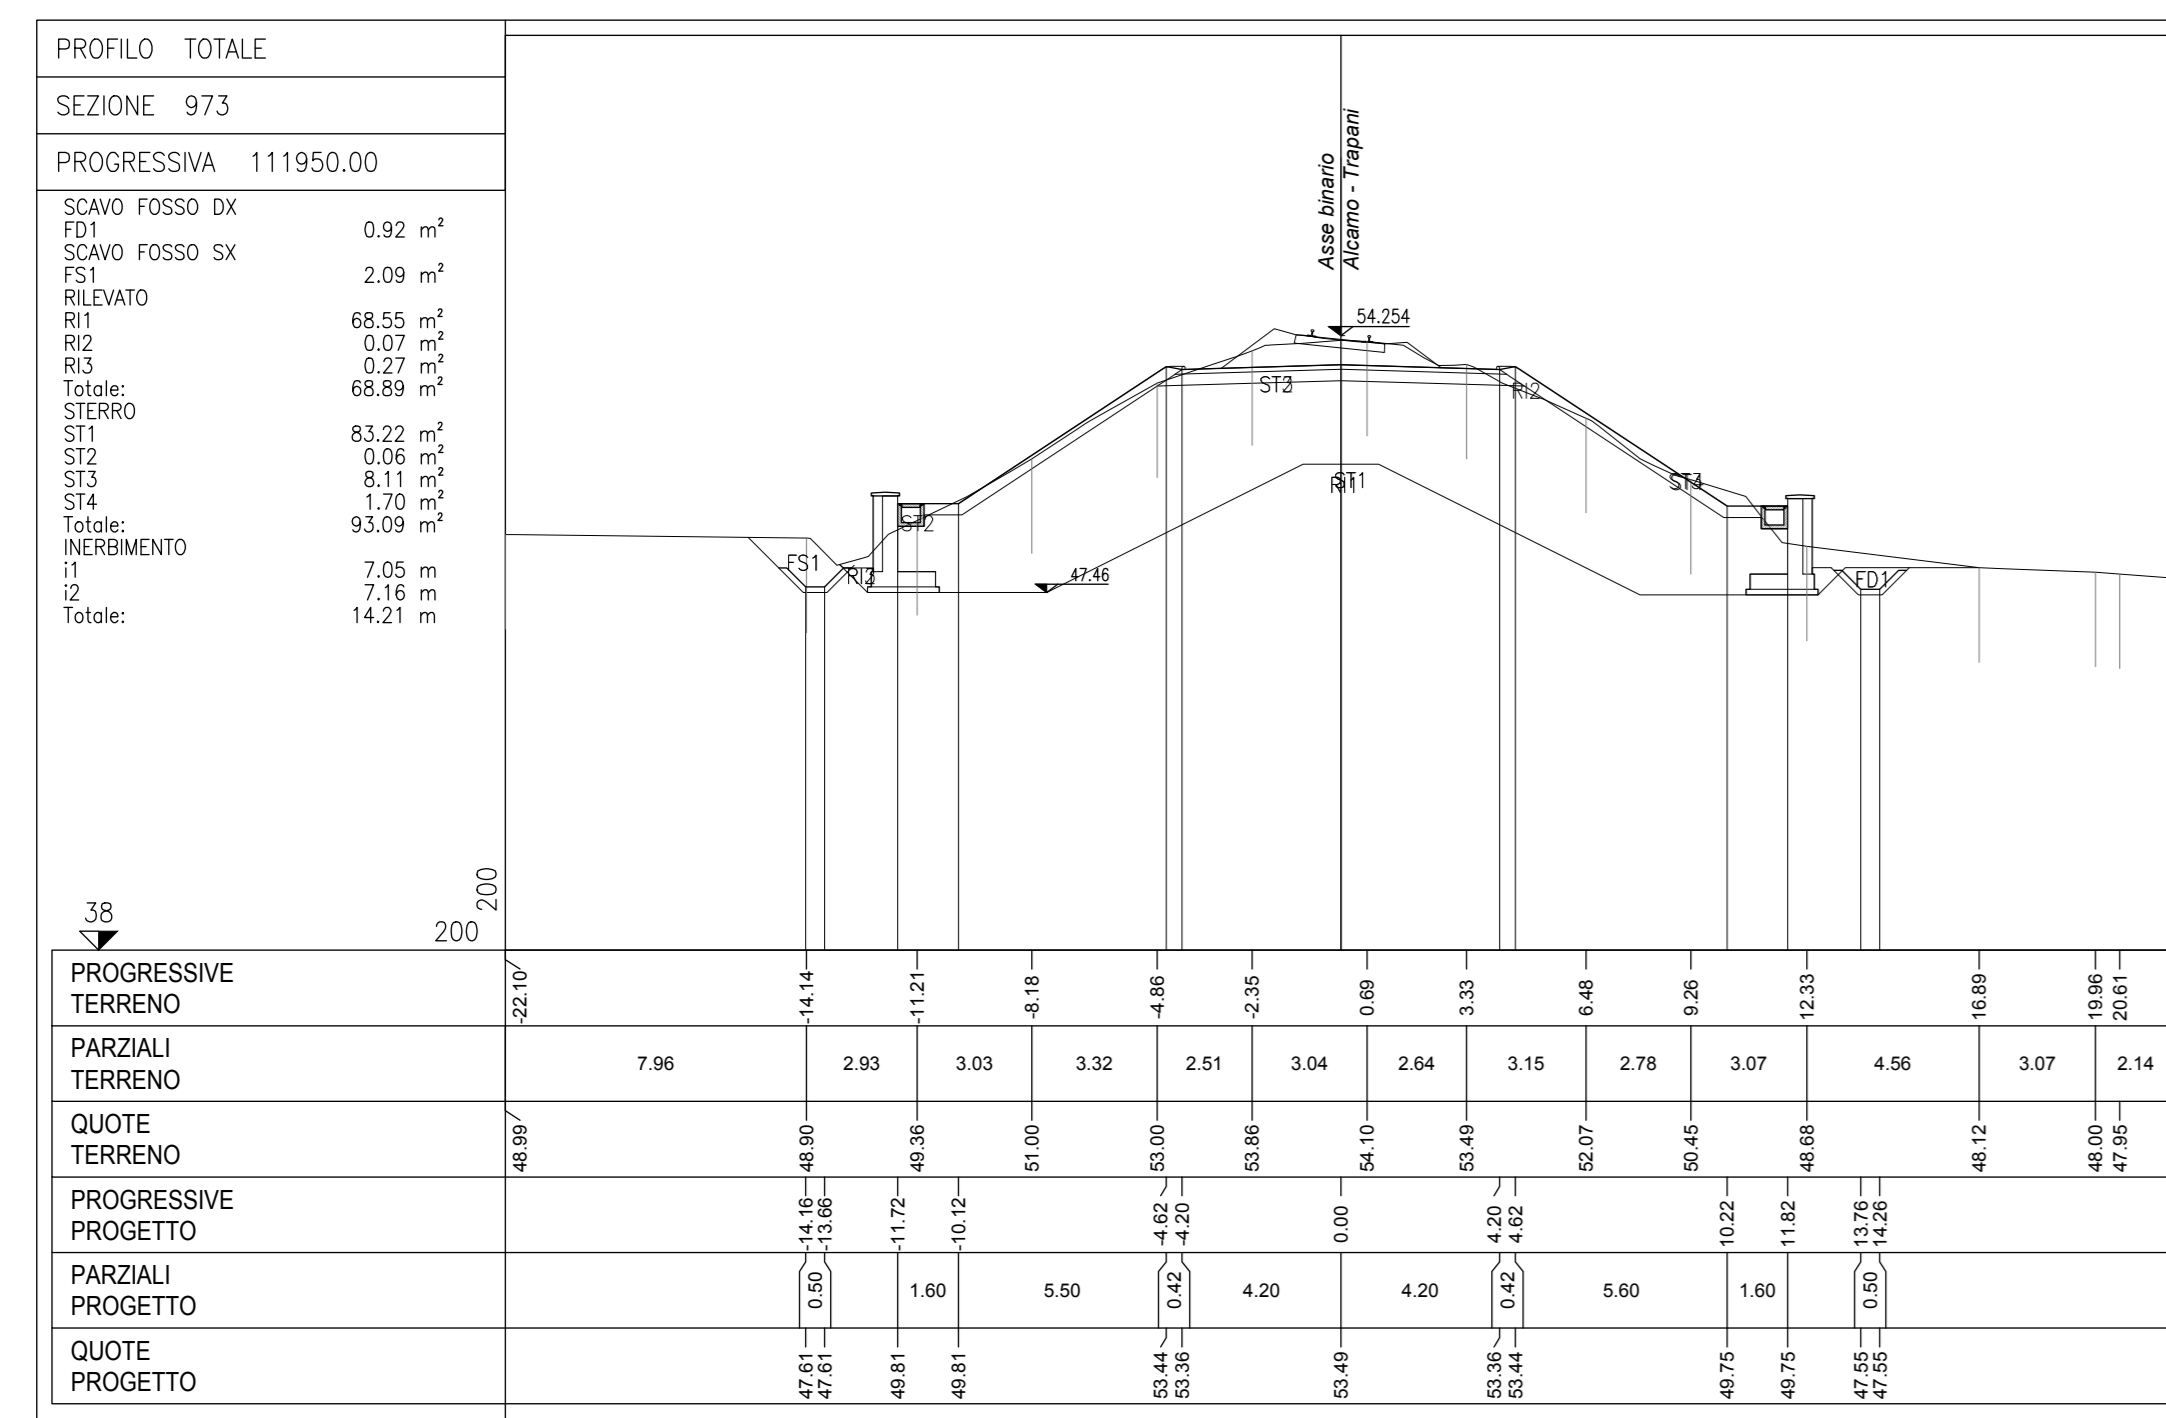 PROFILO TOTALE
SEZIONE 973
PROGRESSIVA 111950.00
SCAVO FOSSO DX
FD1 0.92 m²
SCAVO FOSSO SX
FS1 2.09 m²
RILEVATO
RI1 68.55 m²
RI2 0.07 m²
RI3 0.27 m²
Totale: 68.89 m²
STERRO
ST1 83.22 m²
ST2 0.06 m²
ST3 8.11 m²
ST4 1.70 m²
Totale: 93.09 m²
INERBIMENTO
i1 7.05 m
i2 7.16 m
Totale: 14.21 m
38
200
200
Asse binario
Alcamo - Trapani
54.254
RI2
ST1
RI1
ST2
FS1
RI3
47.46
FD1
PROGRESSIVE
TERRENO
-22.10 -14.14 -11.21 -8.18 -4.86 -2.35 0.69 3.33 6.48 9.26 12.33 16.89 19.96 20.61
PARZIALI
TERRENO
7.96 2.93 3.03 3.32 2.51 3.04 2.64 3.15 2.78 3.07 4.56 3.07 2.14
QUOTE
TERRENO
48.99 48.90 49.36 51.00 53.00 53.86 54.10 53.49 52.07 50.45 48.68 48.12 48.00 47.95
PROGRESSIVE
PROGETTO
-14.16 -13.66 -11.72 -10.12 -4.62 -4.20 0.00 4.20 4.62 10.22 11.82 13.76 14.26
PARZIALI
PROGETTO
0.50 1.60 5.50 0.42 4.20 4.20 0.42 5.60 1.60 0.50
QUOTE
PROGETTO
47.61 47.61 49.81 49.81 53.44 53.36 53.49 53.36 53.44 49.75 49.75 47.55 47.55